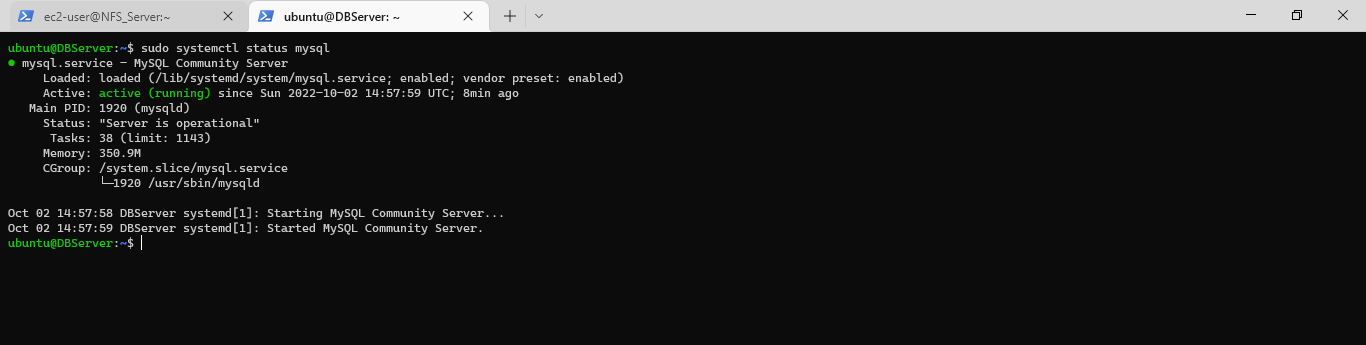 ec2-user@NFS_Server:~
ubuntu@DBServer: ~
ubuntu@DBServer:~$ sudo systemctl status mysql
● mysql.service - MySQL Community Server
     Loaded: loaded (/lib/systemd/system/mysql.service; enabled; vendor preset: enabled)
     Active: active (running) since Sun 2022-10-02 14:57:59 UTC; 8min ago
   Main PID: 1920 (mysqld)
     Status: "Server is operational"
      Tasks: 38 (limit: 1143)
     Memory: 350.9M
     CGroup: /system.slice/mysql.service
             └─1920 /usr/sbin/mysqld
Oct 02 14:57:58 DBServer systemd[1]: Starting MySQL Community Server...
Oct 02 14:57:59 DBServer systemd[1]: Started MySQL Community Server.
ubuntu@DBServer:~$